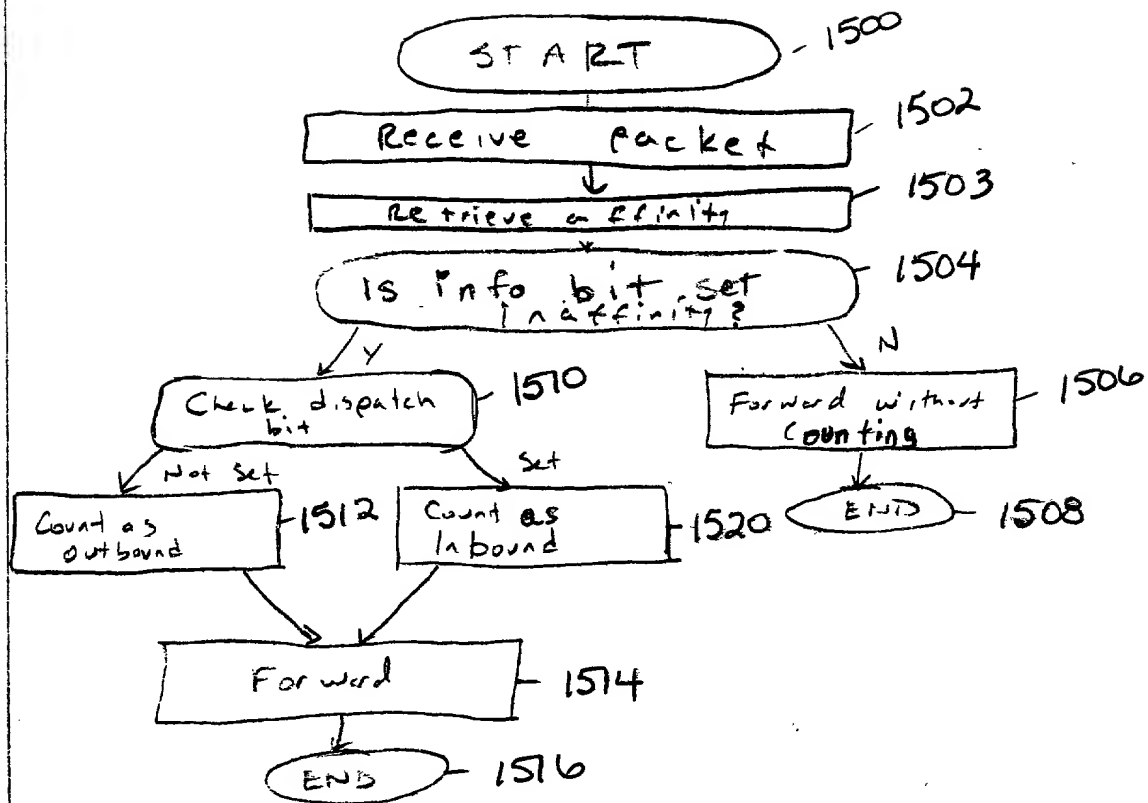 START
1500
Receive packet
1502
Retrieve affinity
1503
Is info bit set
in affinity?
1504
Y
N
Check dispatch
bit
1510
Forward without
counting
1506
Not Set
Set
Count as
outbound
1512
Count as
Inbound
1520
END
1508
Forward
1514
END
1516